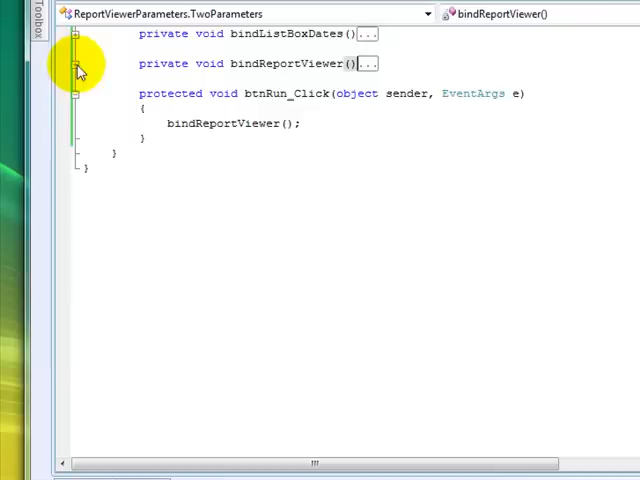 Toolbox
ReportViewerParameters.TwoParameters
bindReportViewer()
private void bindListBoxDates()...
private void bindReportViewer()...
protected void btnRun_Click(object sender, EventArgs e)
{
bindReportViewer();
}
}
}